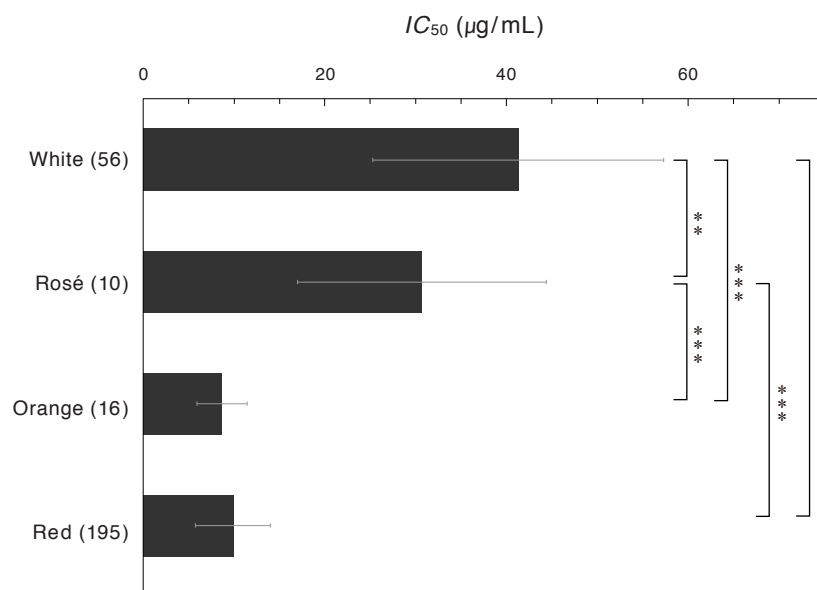 IC50 (µg/mL)
0 20 40 60
White (56)
**
Rosé (10)
***
***
Orange (16)
***
Red (195)